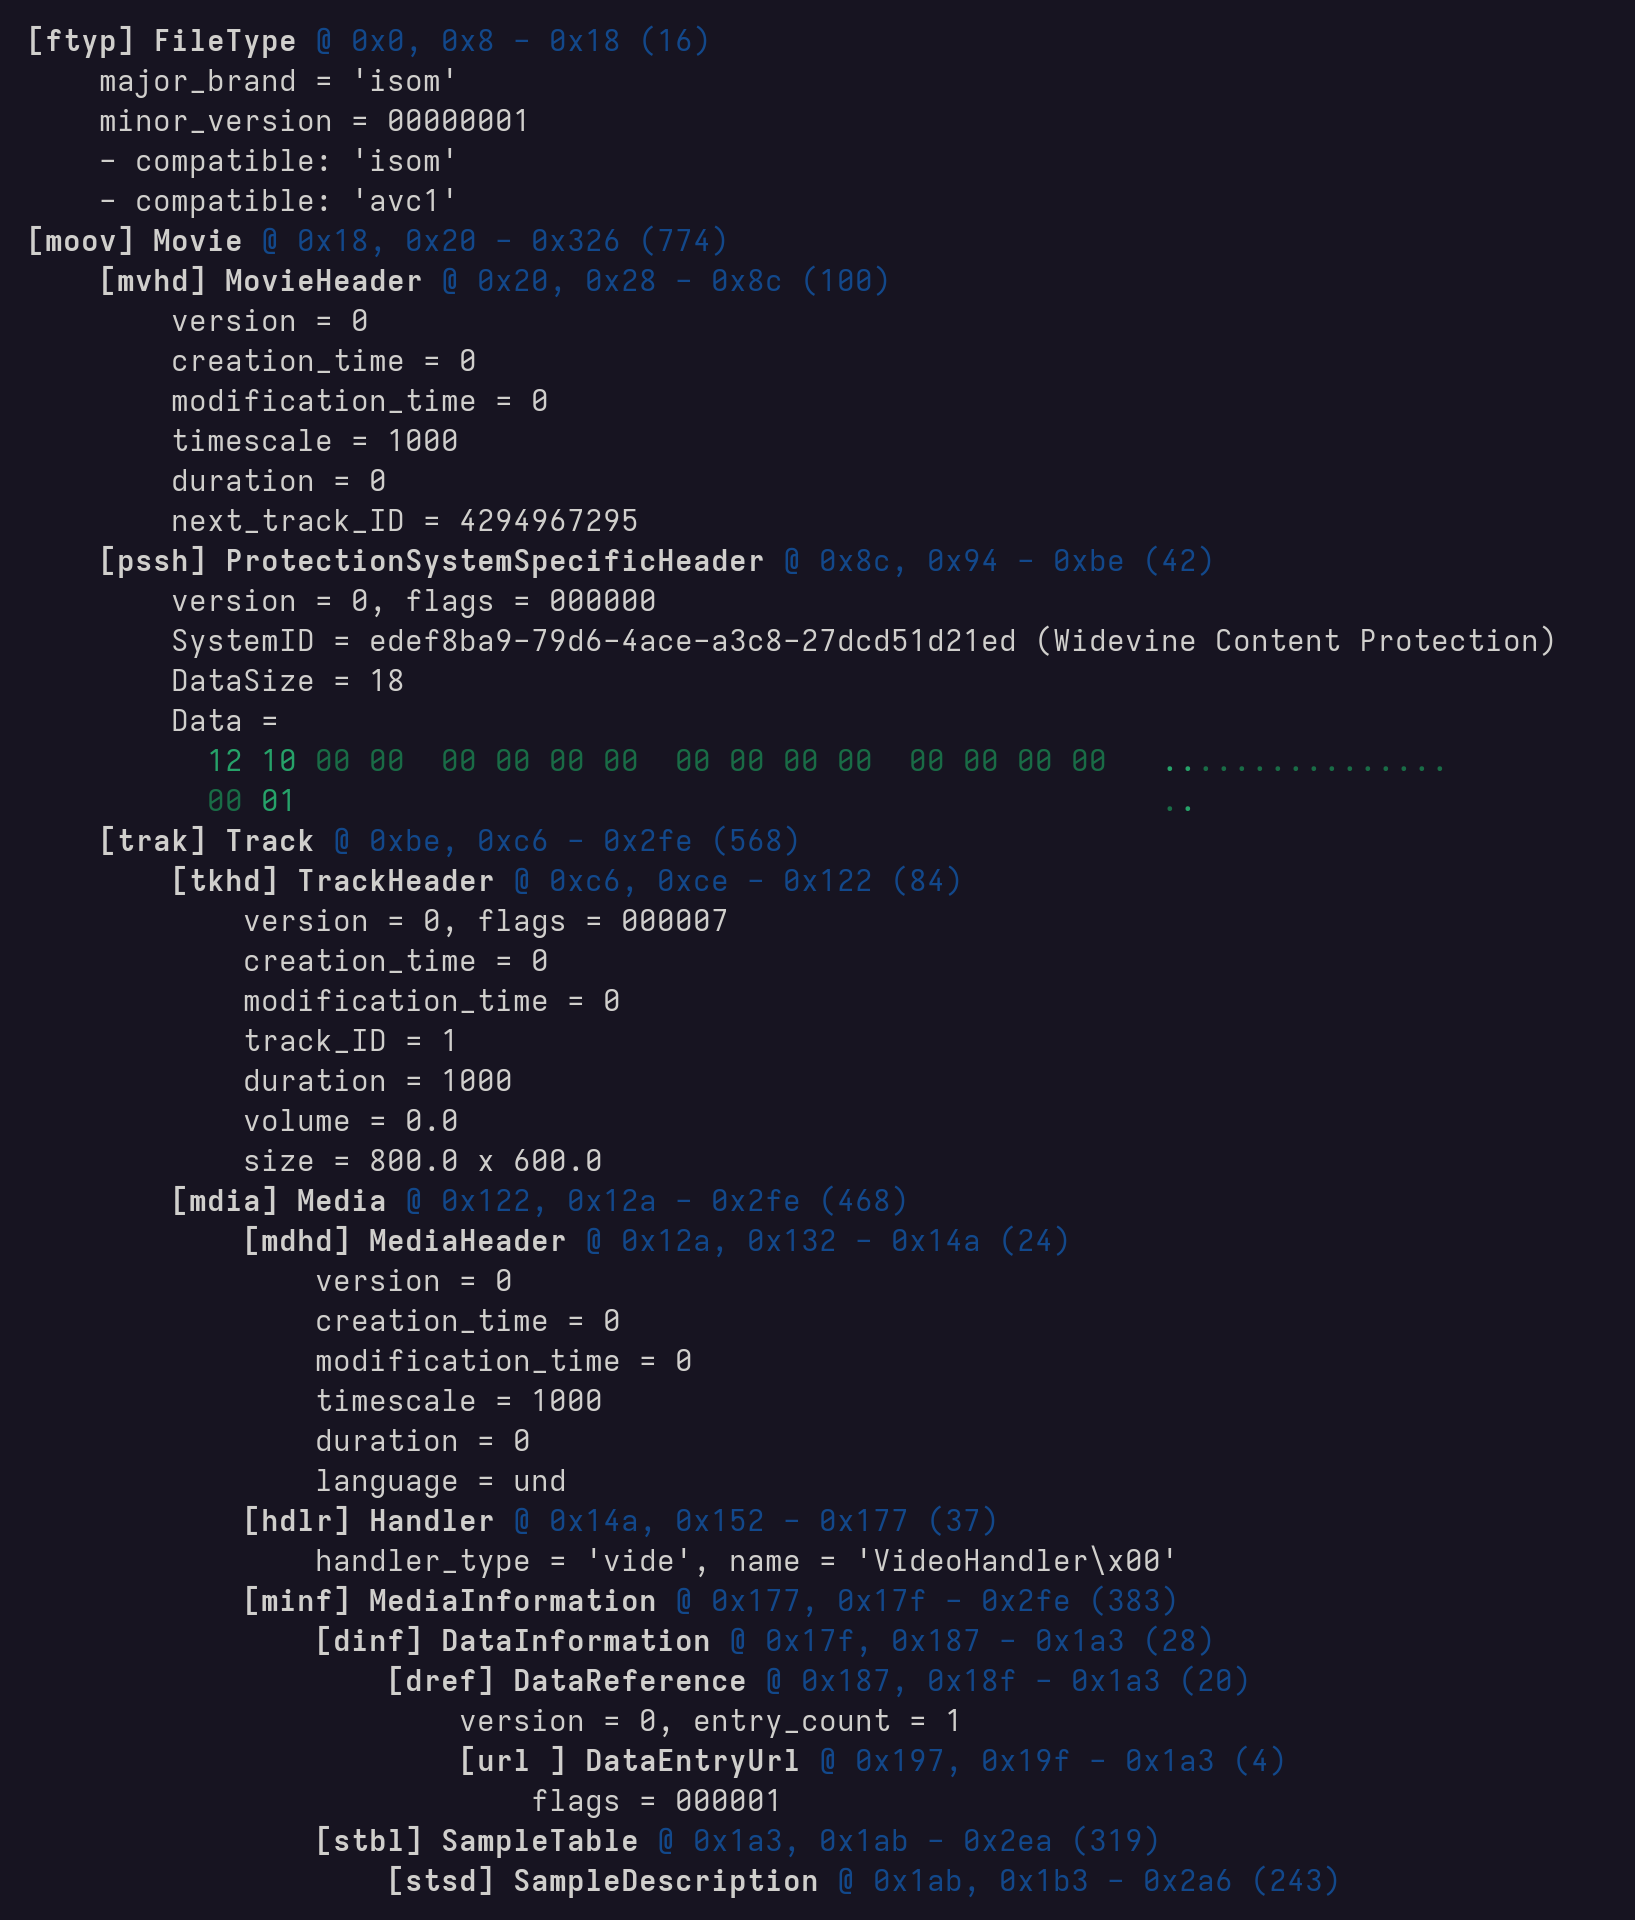 [ftyp] FileType @ 0x0, 0x8 - 0x18 (16)
    major_brand = 'isom'
    minor_version = 00000001
    - compatible: 'isom'
    - compatible: 'avc1'
[moov] Movie @ 0x18, 0x20 - 0x326 (774)
    [mvhd] MovieHeader @ 0x20, 0x28 - 0x8c (100)
        version = 0
        creation_time = 0
        modification_time = 0
        timescale = 1000
        duration = 0
        next_track_ID = 4294967295
    [pssh] ProtectionSystemSpecificHeader @ 0x8c, 0x94 - 0xbe (42)
        version = 0, flags = 000000
        SystemID = edef8ba9-79d6-4ace-a3c8-27dcd51d21ed (Widevine Content Protection)
        DataSize = 18
        Data =
          12 10 00 00  00 00 00 00  00 00 00 00  00 00 00 00   ................
          00 01                                                ..
    [trak] Track @ 0xbe, 0xc6 - 0x2fe (568)
        [tkhd] TrackHeader @ 0xc6, 0xce - 0x122 (84)
            version = 0, flags = 000007
            creation_time = 0
            modification_time = 0
            track_ID = 1
            duration = 1000
            volume = 0.0
            size = 800.0 x 600.0
        [mdia] Media @ 0x122, 0x12a - 0x2fe (468)
            [mdhd] MediaHeader @ 0x12a, 0x132 - 0x14a (24)
                version = 0
                creation_time = 0
                modification_time = 0
                timescale = 1000
                duration = 0
                language = und
            [hdlr] Handler @ 0x14a, 0x152 - 0x177 (37)
                handler_type = 'vide', name = 'VideoHandler\x00'
            [minf] MediaInformation @ 0x177, 0x17f - 0x2fe (383)
                [dinf] DataInformation @ 0x17f, 0x187 - 0x1a3 (28)
                    [dref] DataReference @ 0x187, 0x18f - 0x1a3 (20)
                        version = 0, entry_count = 1
                        [url ] DataEntryUrl @ 0x197, 0x19f - 0x1a3 (4)
                            flags = 000001
                [stbl] SampleTable @ 0x1a3, 0x1ab - 0x2ea (319)
                    [stsd] SampleDescription @ 0x1ab, 0x1b3 - 0x2a6 (243)